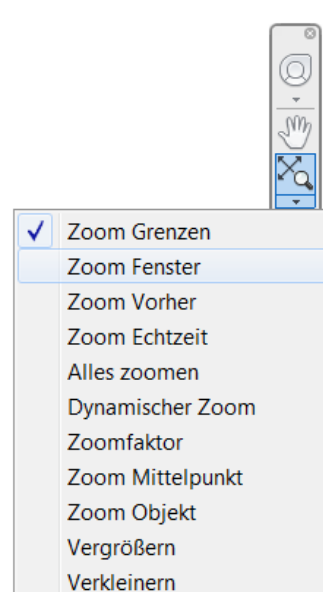 Zoom Grenzen
Zoom Fenster
Zoom Vorher
Zoom Echtzeit
Alles zoomen
Dynamischer Zoom
Zoomfaktor
Zoom Mittelpunkt
Zoom Objekt
Vergrößern
Verkleinern